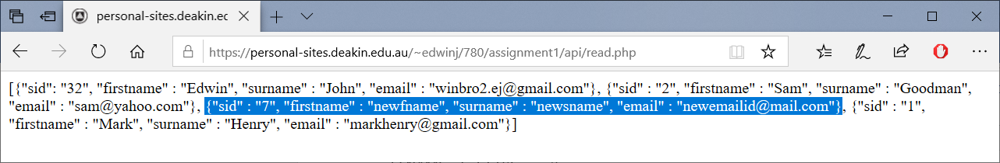 personal-sites.deakin.ec
https://personal-sites.deakin.edu.au/~edwinj/780/assignment1/api/read.php
[{"sid": "32", "firstname" : "Edwin", "surname" : "John", "email" : "winbro2.ej@gmail.com"}, {"sid" : "2", "firstname" : "Sam", "surname" : "Goodman",
"email" : "sam@yahoo.com"}, {"sid" : "7", "firstname" : "newfname", "surname" : "newsname", "email" : "newemailid@mail.com"}, {"sid" : "1",
"firstname" : "Mark", "surname" : "Henry", "email" : "markhenry@gmail.com"}]